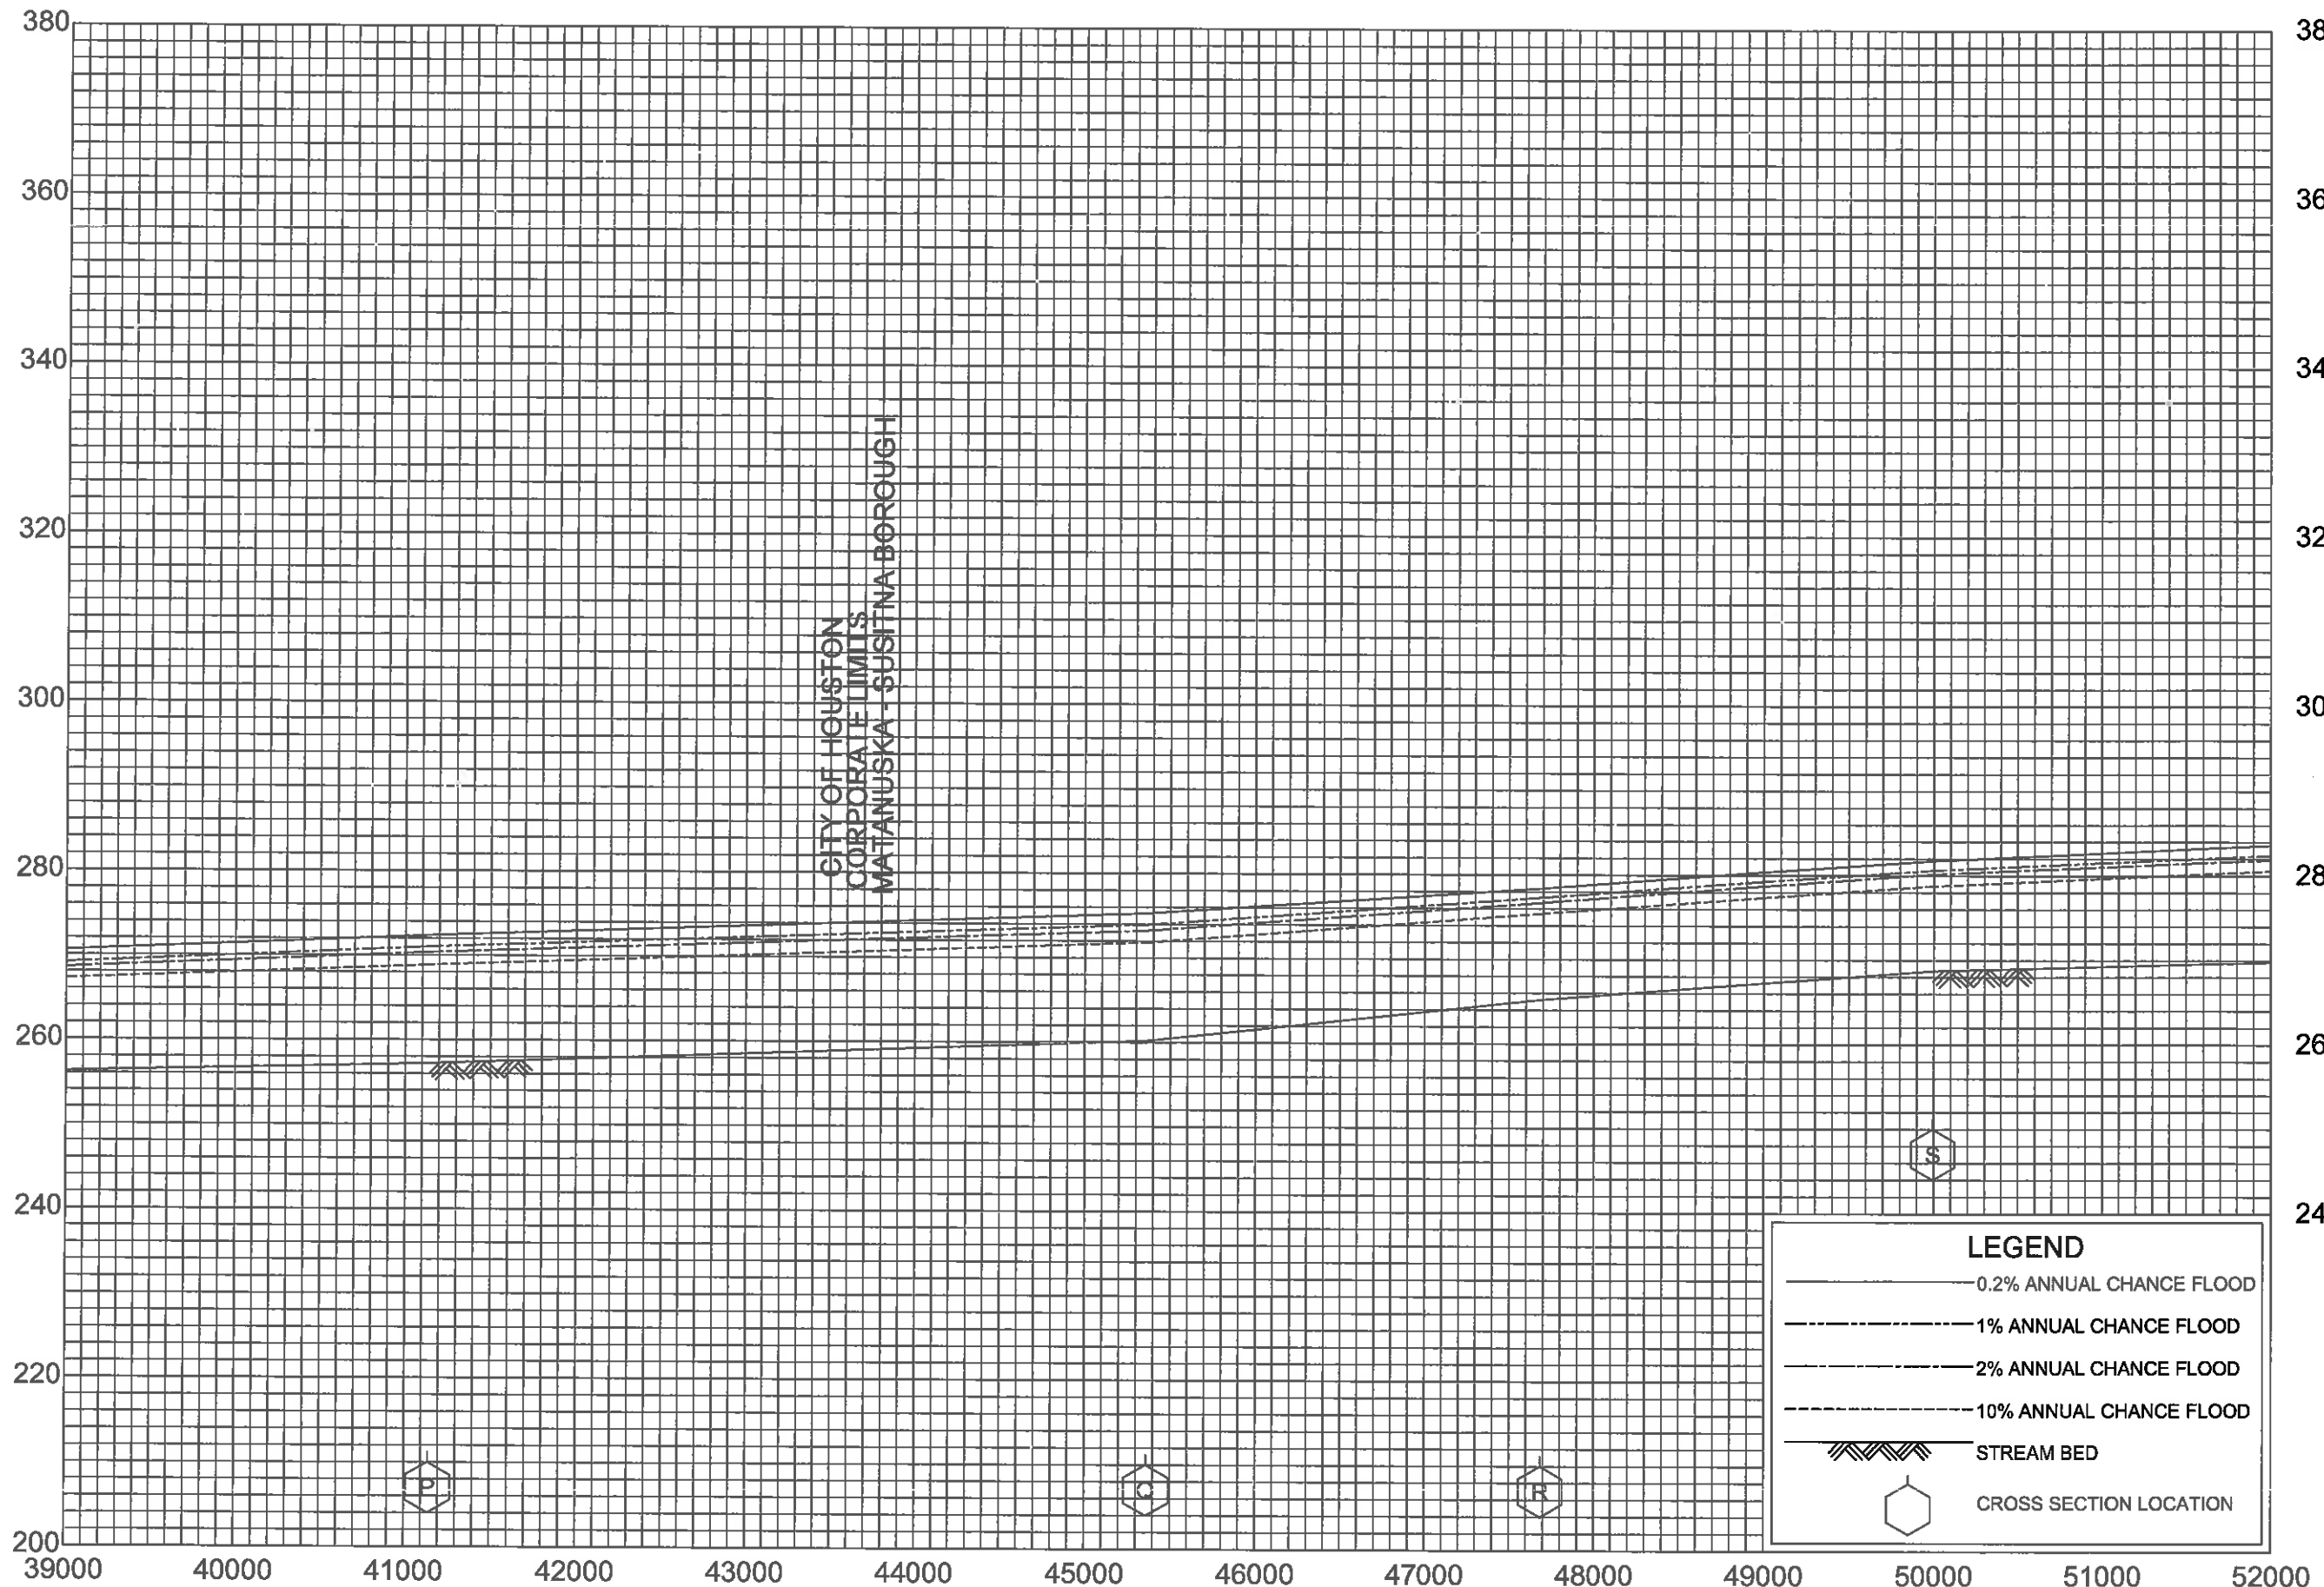 380
360
340
320
300
280
260
240
220
200
38
36
34
32
30
28
26
24
CITY OF HOUSTON
CORPORATE LIMITS
MATANUSKA - SUSITNA BOROUGH
P
Q
R
S
LEGEND
0.2% ANNUAL CHANCE FLOOD
1% ANNUAL CHANCE FLOOD
2% ANNUAL CHANCE FLOOD
10% ANNUAL CHANCE FLOOD
STREAM BED
CROSS SECTION LOCATION
39000 40000 41000 42000 43000 44000 45000 46000 47000 48000 49000 50000 51000 52000